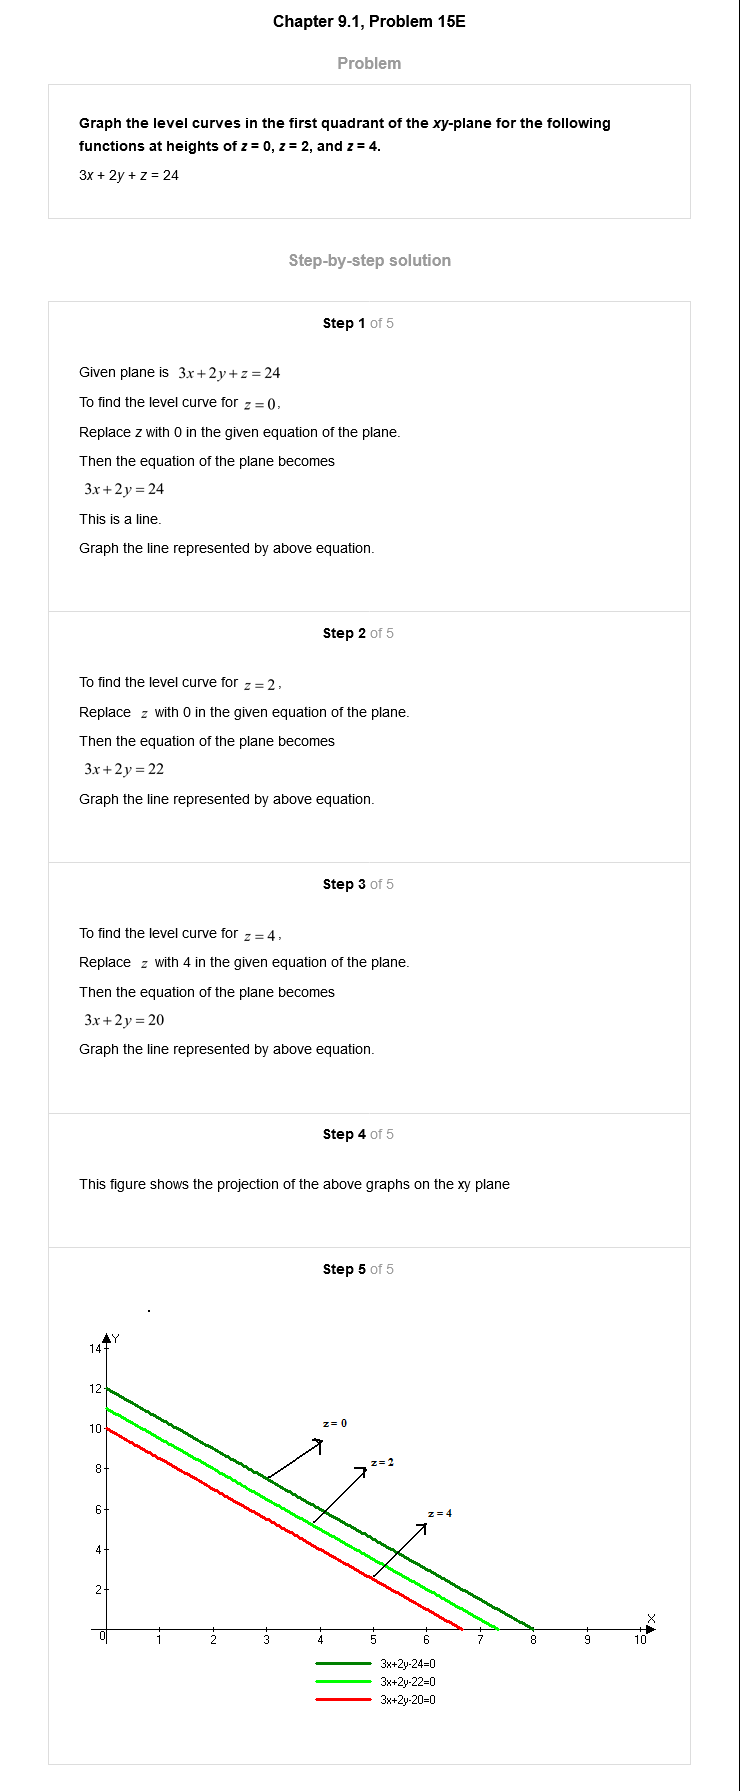 Chapter 9.1, Problem 15E
Problem
Graph the level curves in the first quadrant of the xy-plane for the following
functions at heights of z = 0, z = 2, and z = 4.
3x + 2y + z = 24
Step-by-step solution
Step 1 of 5
Given plane is 3x+2y+z=24
To find the level curve for z=0,
Replace z with 0 in the given equation of the plane.
Then the equation of the plane becomes
3x+2y=24
This is a line.
Graph the line represented by above equation.
Step 2 of 5
To find the level curve for z=2,
Replace z with 0 in the given equation of the plane.
Then the equation of the plane becomes
3x+2y=22
Graph the line represented by above equation.
Step 3 of 5
To find the level curve for z=4,
Replace z with 4 in the given equation of the plane.
Then the equation of the plane becomes
3x+2y=20
Graph the line represented by above equation.
Step 4 of 5
This figure shows the projection of the above graphs on the xy plane
Step 5 of 5
Y
14
12
10
8
6
4
2
z= 0
z= 2
z = 4
X
0 1 2 3 4 5 6 7 8 9 10
3x+2y-24=0
3x+2y-22=0
3x+2y-20=0